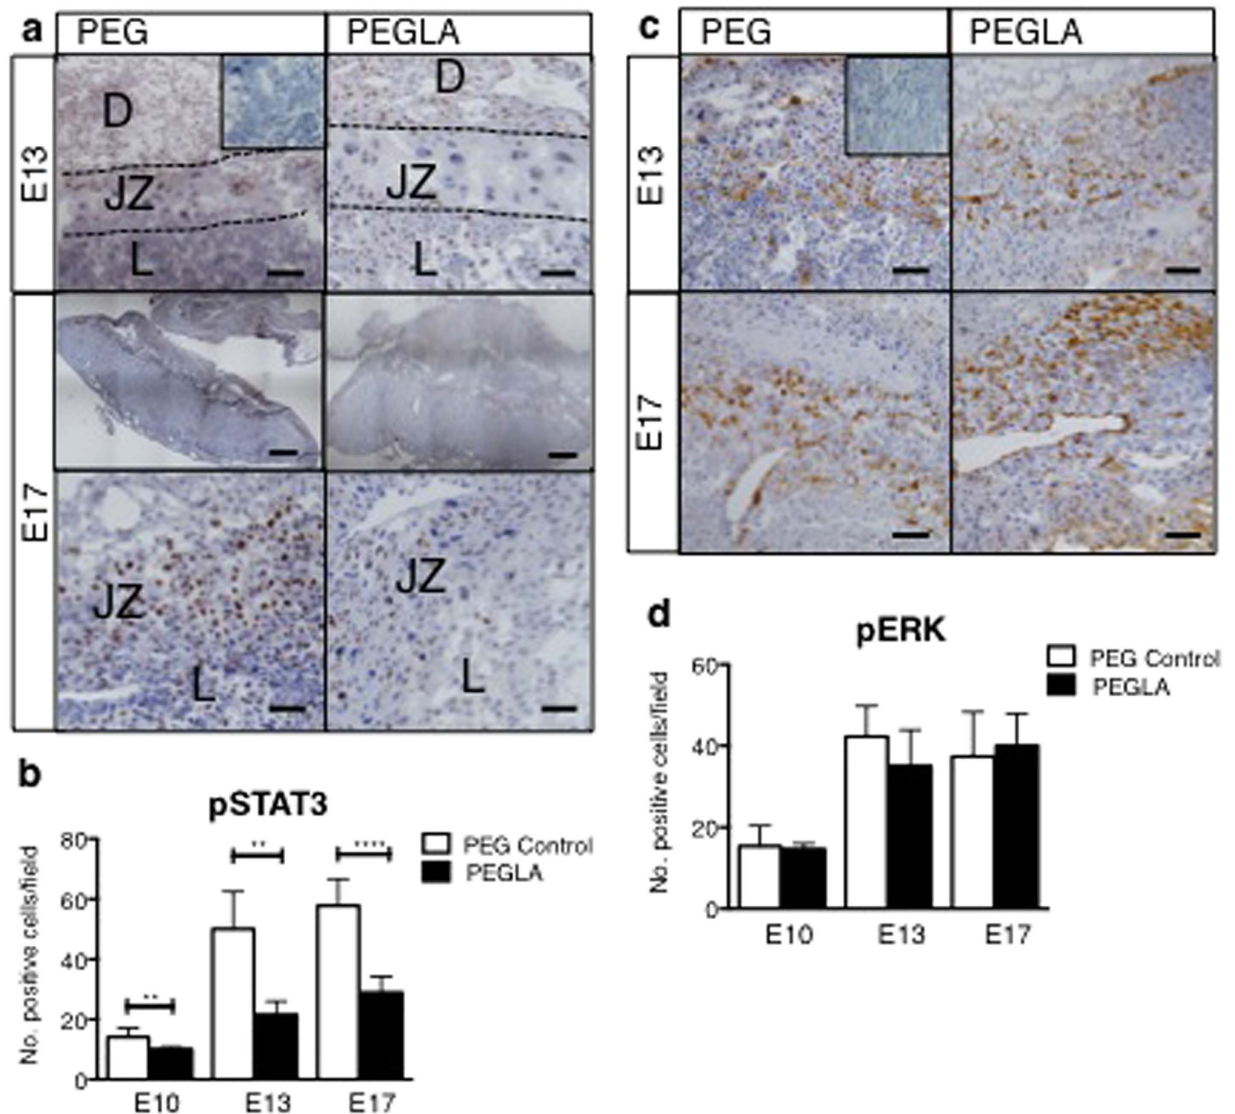 a
PEG
PEGLA
E13
D
JZ
L
D
JZ
L
E17
JZ
L
JZ
L
b
pSTAT3
PEG Control
PEGLA
No. positive cells/field
80
60
40
20
0
**
**
****
E10
E13
E17
c
PEG
PEGLA
E13
E17
d
pERK
PEG Control
PEGLA
No. positive cells/field
60
40
20
0
E10
E13
E17